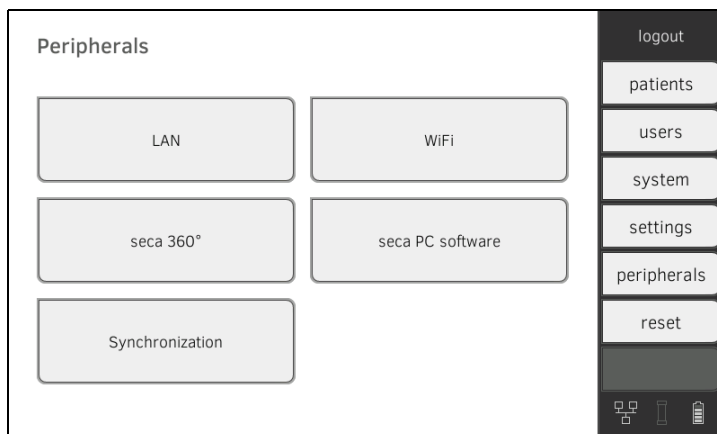 Peripherals
LAN
WiFi
seca 360°
seca PC software
Synchronization
logout
patients
users
system
settings
peripherals
reset